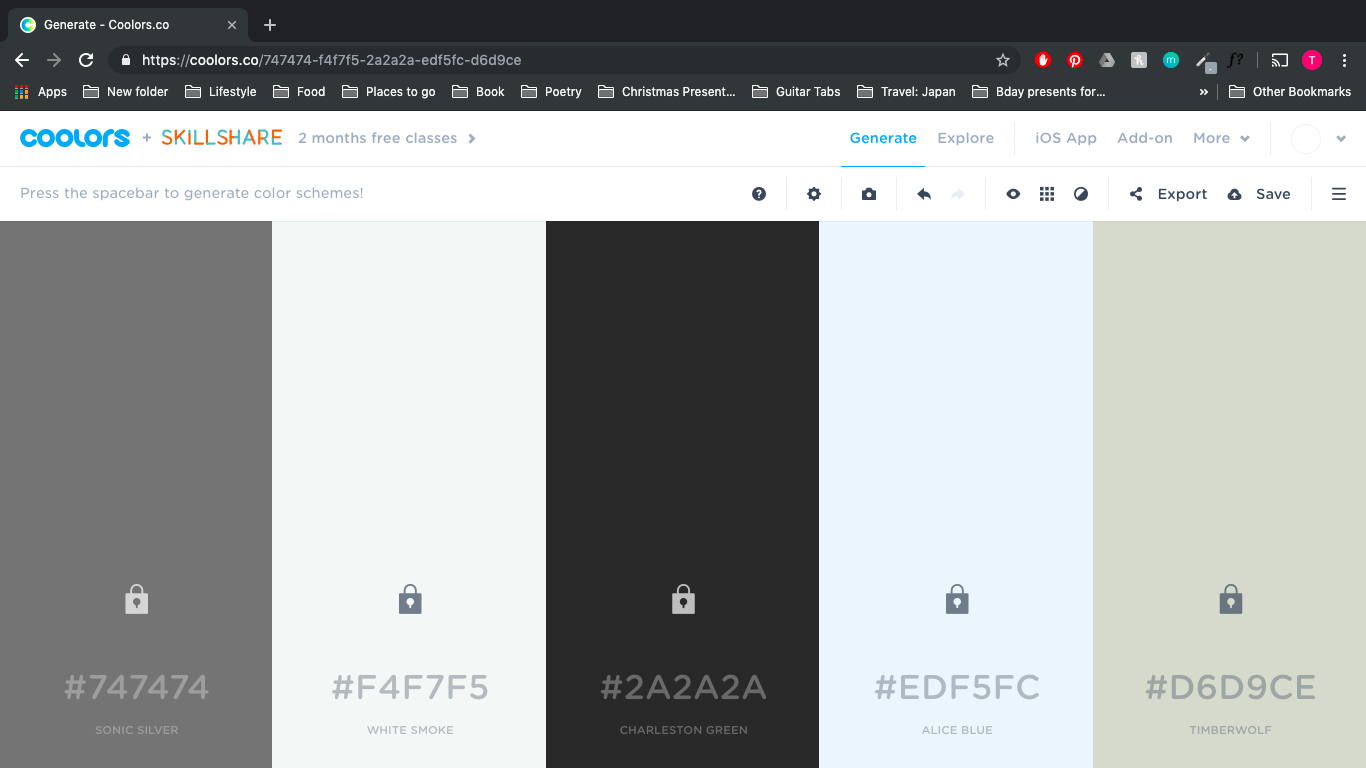 Generate - Coolors.co
https://coolors.co/747474-f4f7f5-2a2a2a-edf5fc-d6d9ce
f?
T
Apps New folder Lifestyle Food Places to go Book Poetry Christmas Present... Guitar Tabs Travel: Japan Bday presents for... » Other Bookmarks
coolors + SKILLSHARE 2 months free classes Generate Explore iOS App Add-on More
Press the spacebar to generate color schemes! Export Save
#747474 #F4F7F5 #2A2A2A #EDF5FC #D6D9CE
SONIC SILVER WHITE SMOKE CHARLESTON GREEN ALICE BLUE TIMBERWOLF